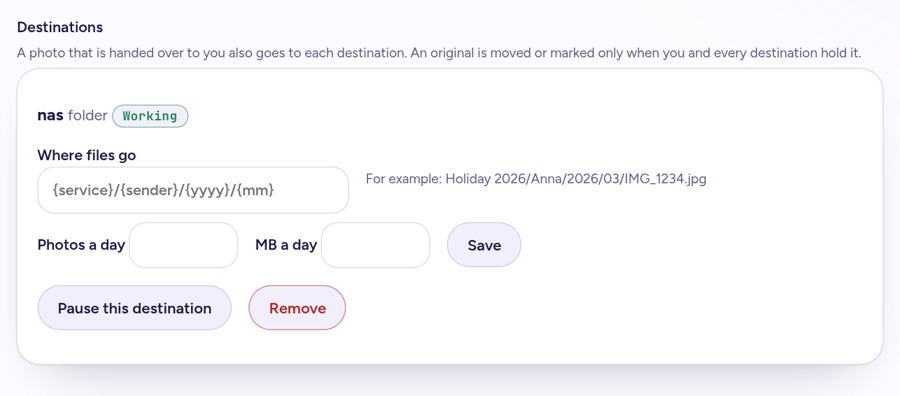 Destinations
A photo that is handed over to you also goes to each destination. An original is moved or marked only when you and every destination hold it.
nas folder Working
Where files go
{service}/{sender}/{yyyy}/{mm}
For example: Holiday 2026/Anna/2026/03/IMG_1234.jpg
Photos a day MB a day Save
Pause this destination Remove